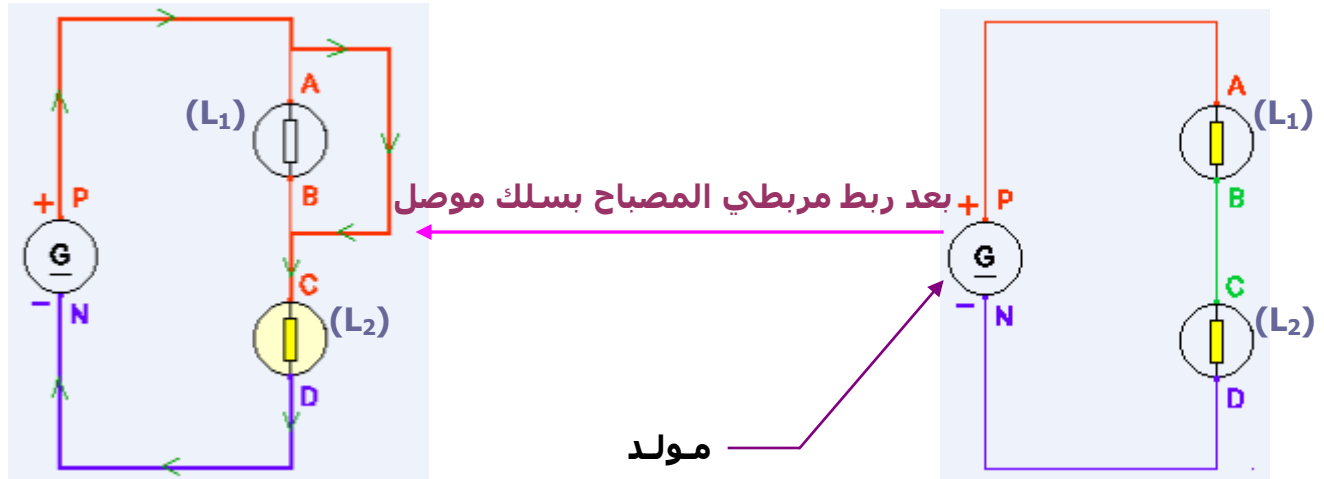 A
(L₁)
B
+ P
G
− N
C
(L₂)
D
بعد ربط مربطي المصباح بسلك موصل
A
(L₁)
B
+ P
G
− N
C
(L₂)
D
مـولـد